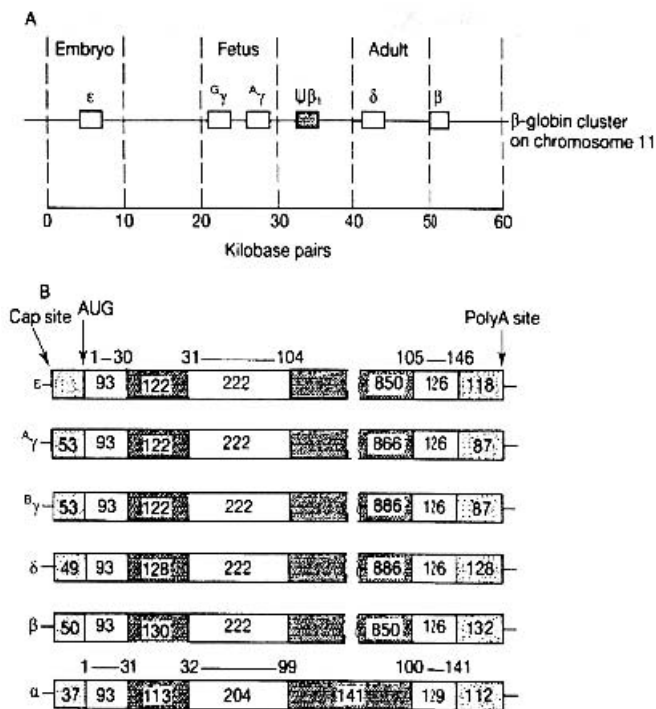 A
Embryo Fetus Adult
ε Gγ Aγ Ψβ1 δ β
β-globin cluster
on chromosome 11
0 10 20 30 40 50 60
Kilobase pairs
B
Cap site AUG PolyA site
1–30 31–104 105–146
ε 93 122 222 850 126 118
Aγ 53 93 122 222 866 126 87
Bγ 53 93 122 222 886 126 87
δ 49 93 128 222 886 126 128
β 50 93 130 222 850 126 132
1–31 32–99 100–141
α 37 93 113 204 141 129 112